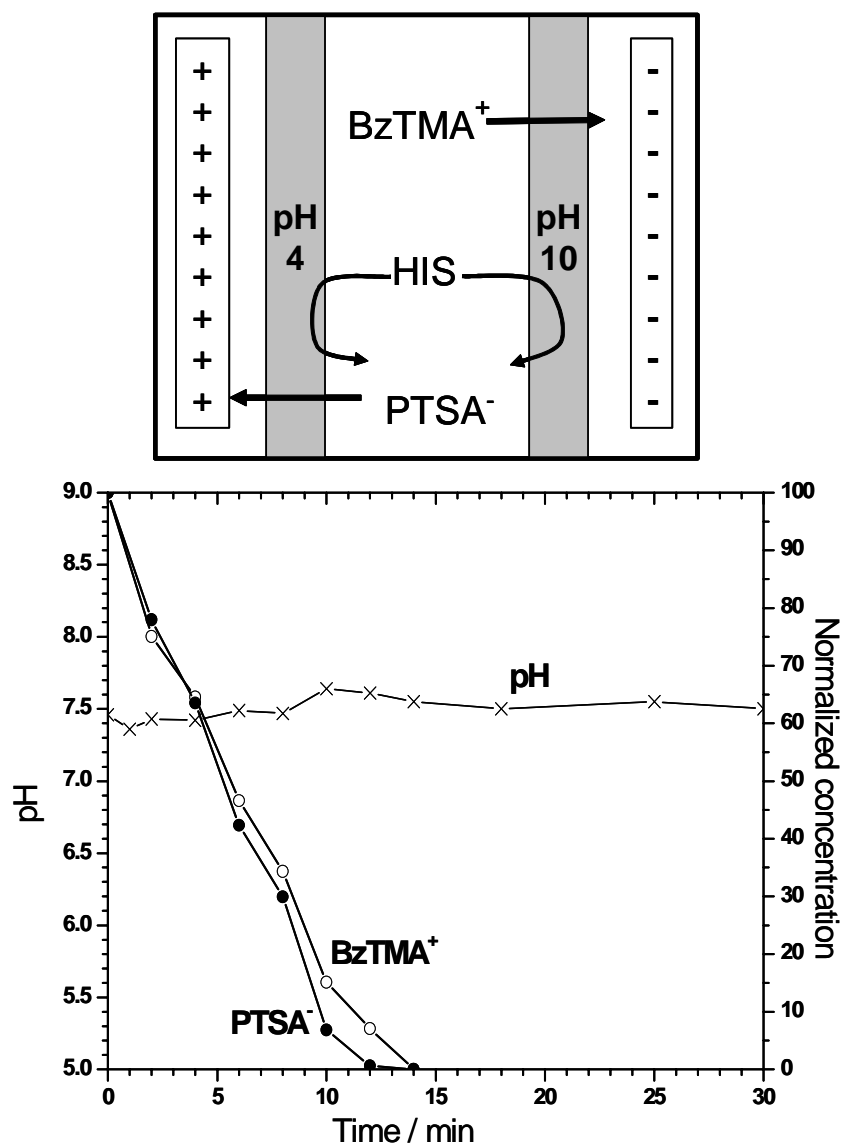 + -
+ -
BzTMA⁺
+ -
+ -
pH 4
pH 10
+ -
+ HIS -
+ -
+ -
+ PTSA⁻ -
9.0
8.5
8.0
7.5
7.0
6.5
6.0
5.5
5.0
pH
100
90
80
70
60
50
40
30
20
10
0
Normalized concentration
pH
BzTMA⁺
PTSA⁻
0 5 10 15 20 25 30
Time / min